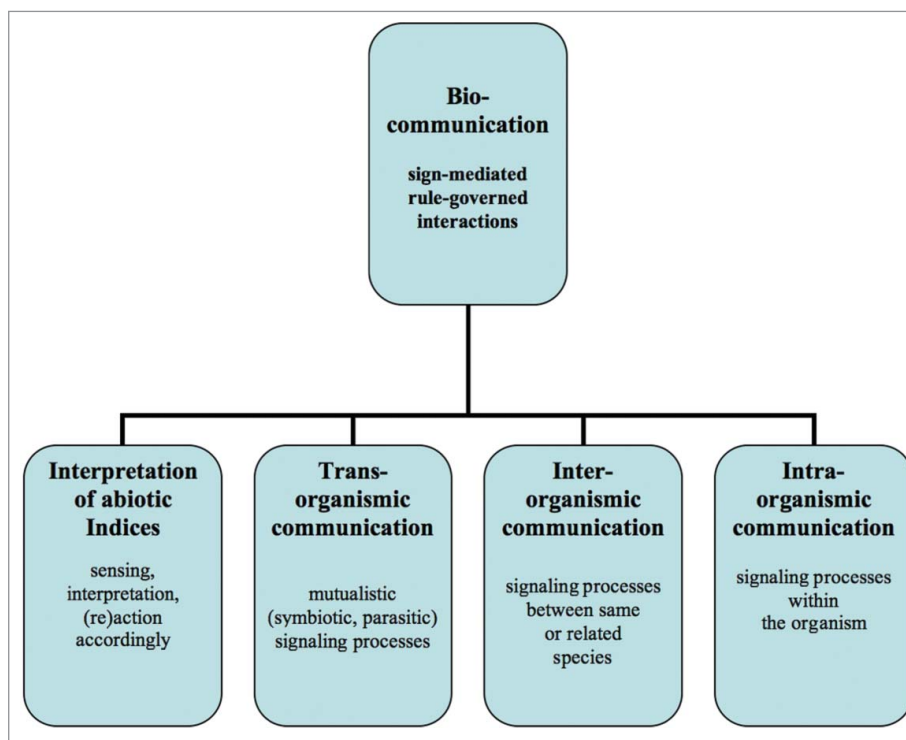 Bio-
communication
sign-mediated
rule-governed
interactions
Interpretation
of abiotic
Indices
sensing,
interpretation,
(re)action
accordingly
Trans-
organismic
communication
mutualistic
(symbiotic, parasitic)
signaling processes
Inter-
organismic
communication
signaling processes
between same
or related
species
Intra-
organismic
communication
signaling processes
within
the organism